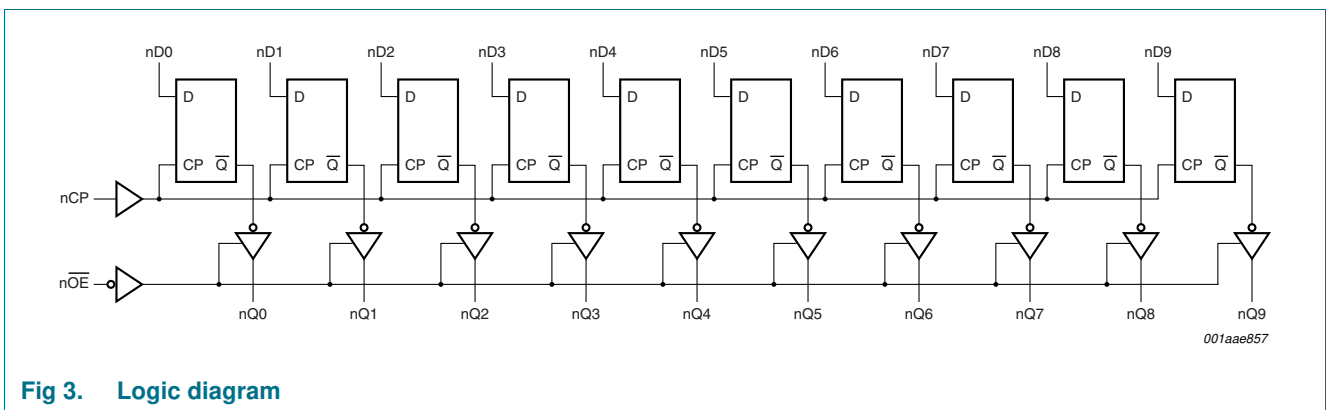 nD0 nD1 nD2 nD3 nD4 nD5 nD6 nD7 nD8 nD9
D D D D D D D D D D
CP Q̅ CP Q̅ CP Q̅ CP Q̅ CP Q̅ CP Q̅ CP Q̅ CP Q̅ CP Q̅ CP Q̅
nCP
nO̅E̅
nQ0 nQ1 nQ2 nQ3 nQ4 nQ5 nQ6 nQ7 nQ8 nQ9
001aae857
Fig 3. Logic diagram